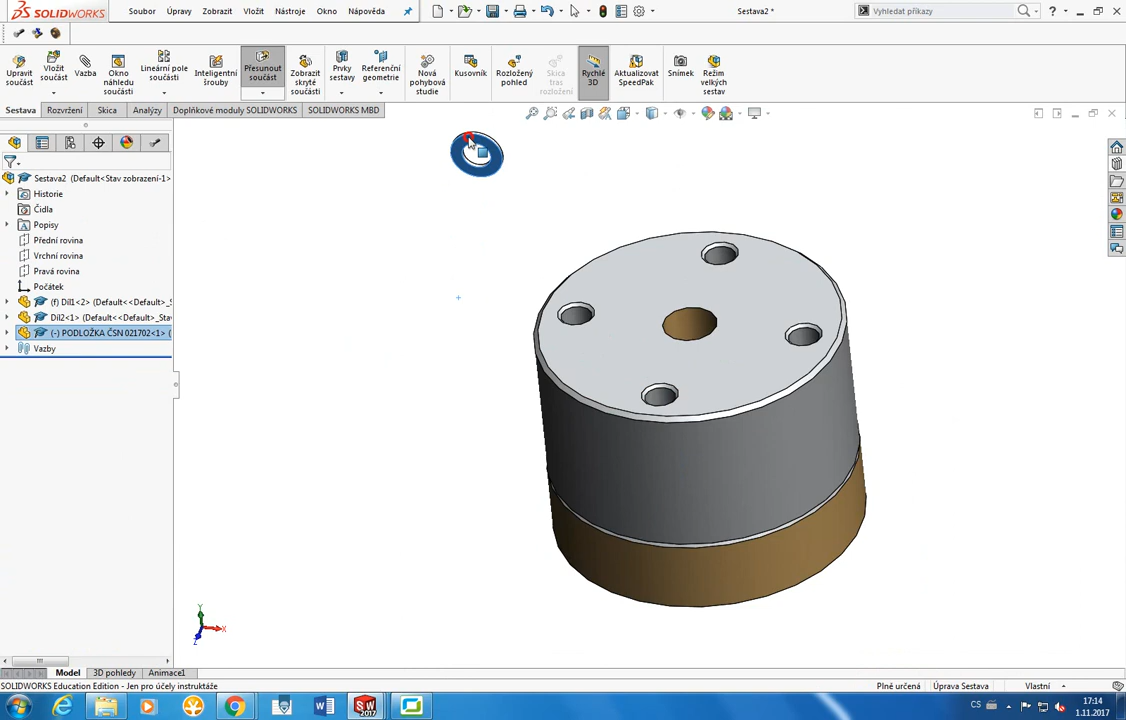 SOLIDWORKS Soubor Úpravy Zobrazit Vložit Nástroje Okno Nápověda Sestava2 * Vyhledat příkazy
Upravit součást
Vložit součást
Vazba
Okno náhledu součásti
Lineární pole součásti
Inteligentní šrouby
Přesunout součást
Zobrazit skryté součásti
Prvky sestavy
Referenční geometrie
Nová pohybová studie
Kusovník
Rozložený pohled
Skica tras rozložení
Rychlé 3D
Aktualizovat SpeedPak
Snímek
Režim velkých sestav
Sestava Rozvržení Skica Analýzy Doplňkové moduly SOLIDWORKS SOLIDWORKS MBD
Sestava2 (Default<Stav zobrazení-1>
Historie
Čidla
Popisy
Přední rovina
Vrchní rovina
Pravá rovina
Počátek
(f) Díl1<2> (Default<<Default>_S
Díl2<1> (Default<<Default>_Sta
(-) PODLOŽKA ČSN 021702<1> (
Vazby
Y
X
Z
Model 3D pohledy Animace1
SOLIDWORKS Education Edition - Jen pro účely instruktáže Plné určená Úprava Sestava Vlastní
SW 2017
CS 17:14
1.11.2017